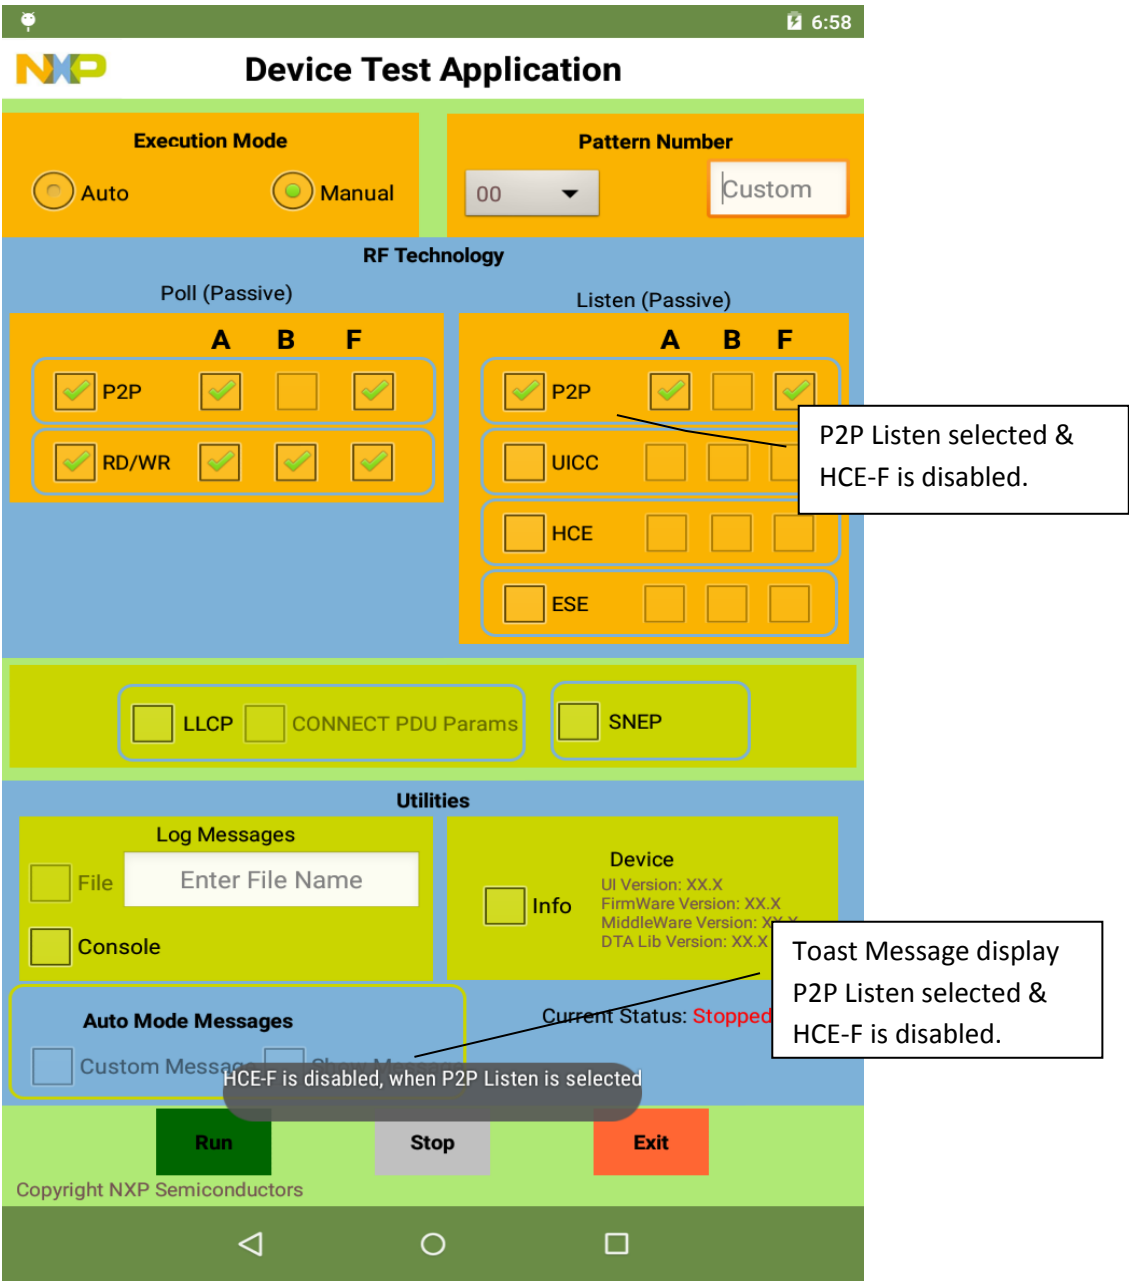 6:58
NXP
Device Test Application
Execution Mode
Auto
Manual
Pattern Number
00
Custom
RF Technology
Poll (Passive)
A B F
P2P
RD/WR
Listen (Passive)
A B F
P2P
UICC
HCE
ESE
P2P Listen selected &
HCE-F is disabled.
LLCP
CONNECT PDU Params
SNEP
Utilities
Log Messages
File
Enter File Name
Console
Info
Device
UI Version: XX.X
FirmWare Version: XX.X
MiddleWare Version: XX.X
DTA Lib Version: XX.X
Toast Message display
P2P Listen selected &
HCE-F is disabled.
Auto Mode Messages
Custom Message
Show Message
Current Status: Stopped
HCE-F is disabled, when P2P Listen is selected
Run
Stop
Exit
Copyright NXP Semiconductors